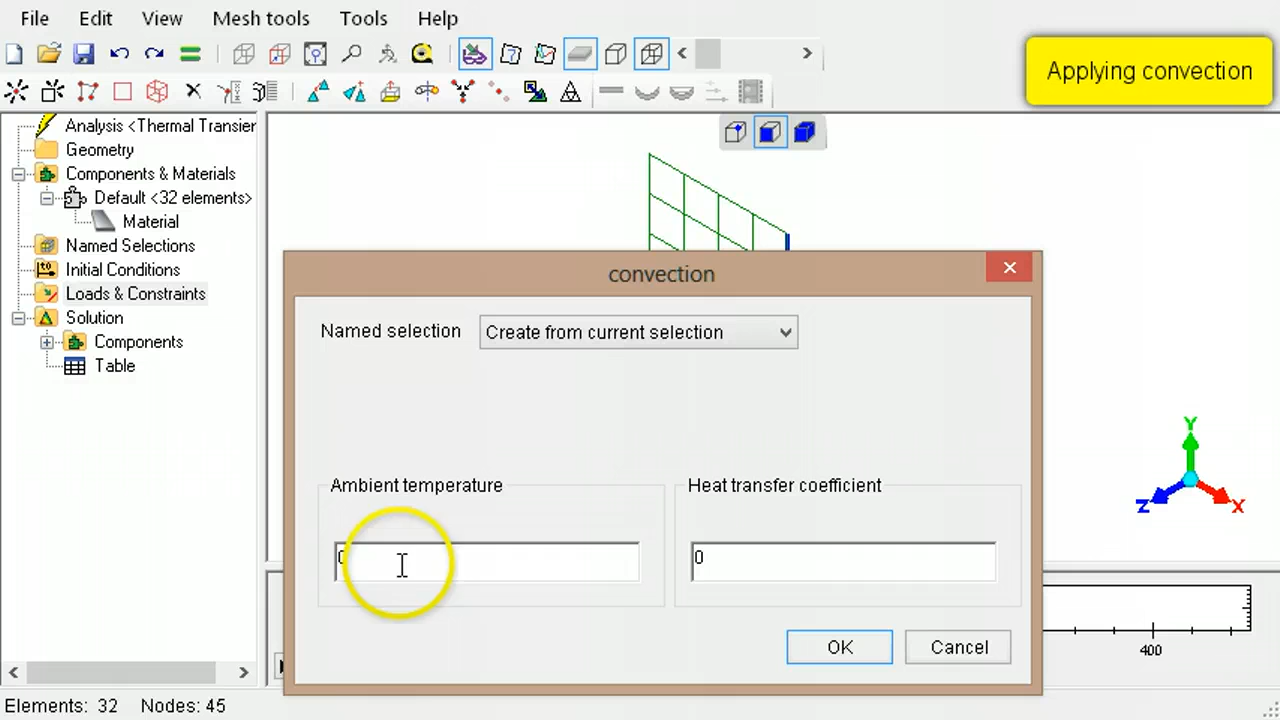 File Edit View Mesh tools Tools Help
Applying convection
Analysis <Thermal Transier
Geometry
Components & Materials
Default <32 elements>
Material
Named Selections
Initial Conditions
Loads & Constraints
Solution
Components
Table
convection
Named selection Create from current selection
Ambient temperature Heat transfer coefficient
0 0
OK Cancel
Y
Z X
400
Elements: 32 Nodes: 45